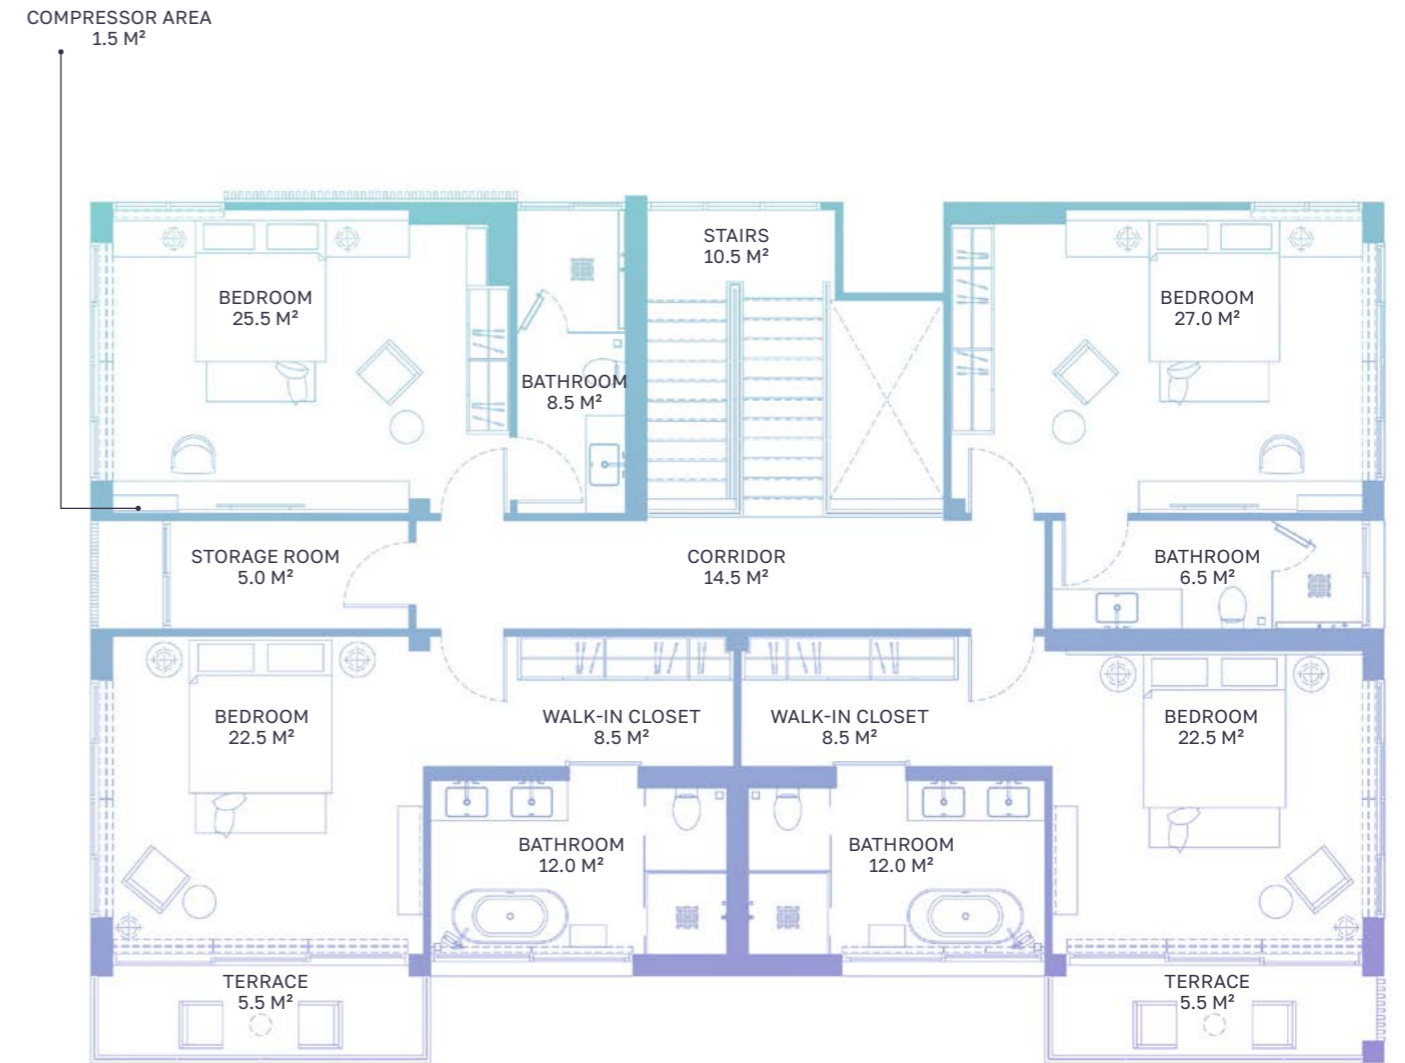 COMPRESSOR AREA
1.5 M²
STAIRS
10.5 M²
BEDROOM
25.5 M²
BEDROOM
27.0 M²
BATHROOM
8.5 M²
STORAGE ROOM
5.0 M²
CORRIDOR
14.5 M²
BATHROOM
6.5 M²
BEDROOM
22.5 M²
WALK-IN CLOSET
8.5 M²
WALK-IN CLOSET
8.5 M²
BEDROOM
22.5 M²
BATHROOM
12.0 M²
BATHROOM
12.0 M²
TERRACE
5.5 M²
TERRACE
5.5 M²